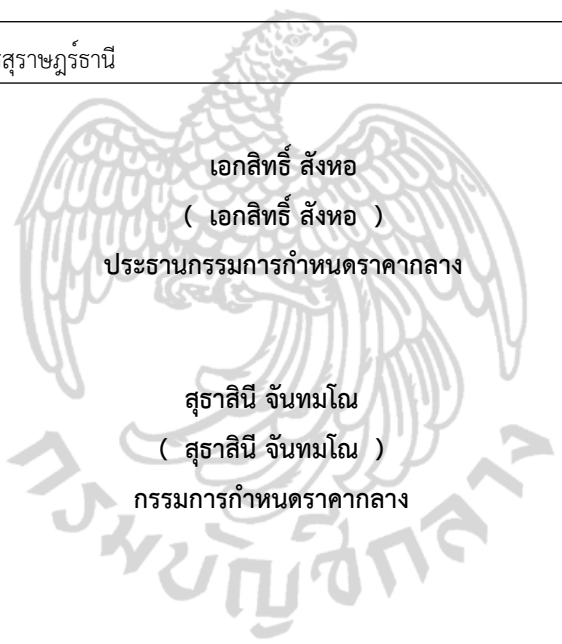 สุราษฎร์ธานี
เอกสิทธิ์ สังหอ
( เอกสิทธิ์ สังหอ )
ประธานกรรมการกำหนดราคากลาง
สุธาสินี จันทมโณ
( สุธาสินี จันทมโณ )
กรรมการกำหนดราคากลาง
กรมบัญชีกลาง